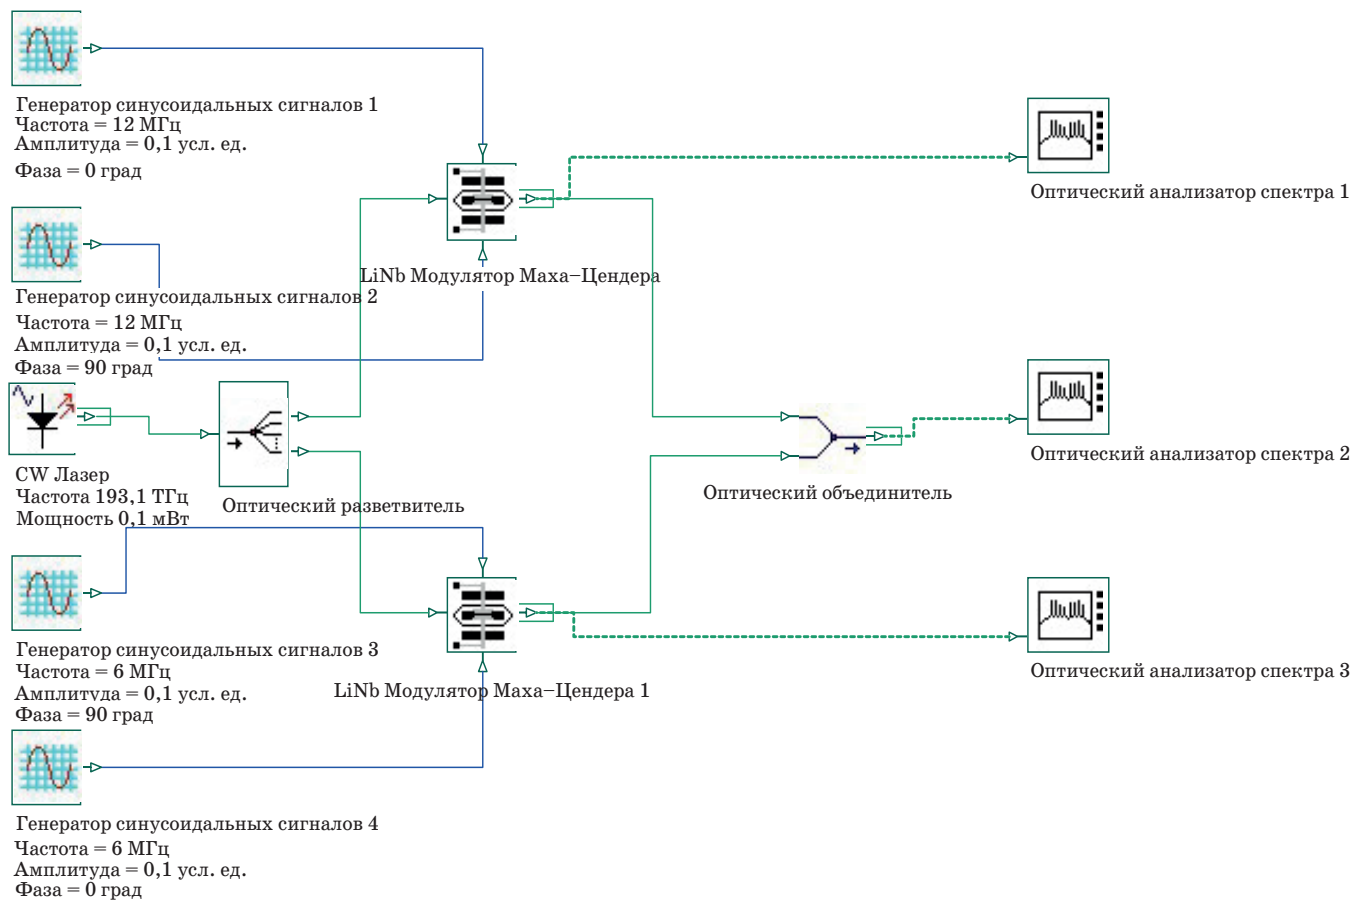 Генератор синусоидальных сигналов 1
Частота = 12 МГц
Амплитуда = 0,1 усл. ед.
Фаза = 0 град
Оптический анализатор спектра 1
LiNb Модулятор Маха–Цендера
Генератор синусоидальных сигналов 2
Частота = 12 МГц
Амплитуда = 0,1 усл. ед.
Фаза = 90 град
CW Лазер
Частота 193,1 ТГц
Мощность 0,1 мВт
Оптический разветвитель
Оптический объединитель
Оптический анализатор спектра 2
Генератор синусоидальных сигналов 3
Частота = 6 МГц
Амплитуда = 0,1 усл. ед.
Фаза = 90 град
LiNb Модулятор Маха–Цендера 1
Оптический анализатор спектра 3
Генератор синусоидальных сигналов 4
Частота = 6 МГц
Амплитуда = 0,1 усл. ед.
Фаза = 0 град